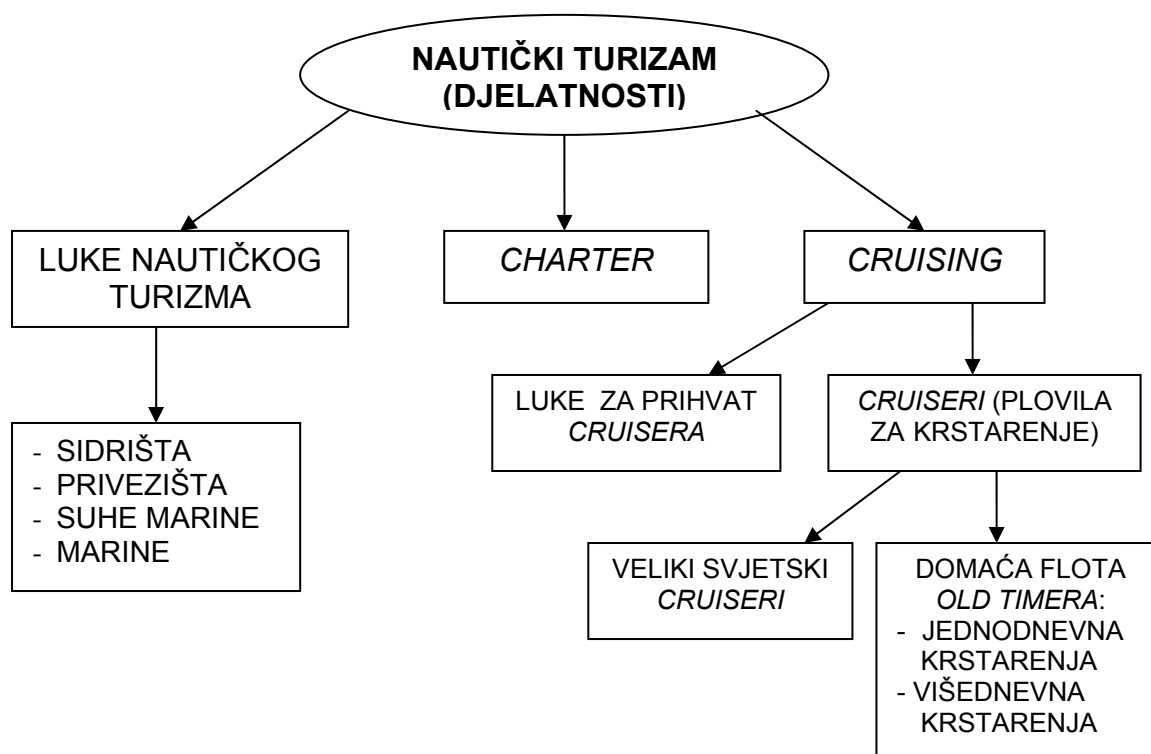 NAUTIČKI TURIZAM
(DJELATNOSTI)
LUKE NAUTIČKOG
TURIZMA
CHARTER
CRUISING
LUKE ZA PRIHVAT
CRUISERA
CRUISERI (PLOVILA
ZA KRSTARENJE)
- SIDRIŠTA
- PRIVEZIŠTA
- SUHE MARINE
- MARINE
VELIKI SVJETSKI
CRUISERI
DOMAĆA FLOTA
OLD TIMERA:
- JEDNODNEVNA
KRSTARENJA
- VIŠEDNEVNA
KRSTARENJA